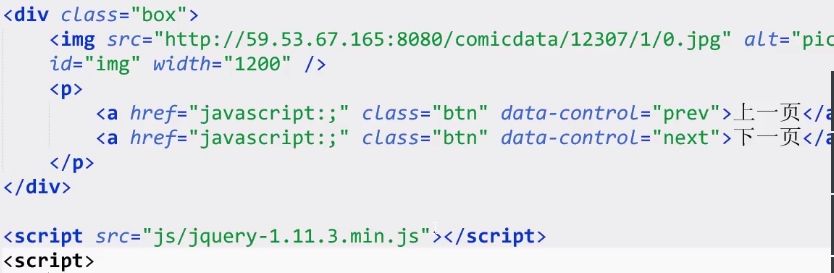 <div class="box">
<img src="http://59.53.67.165:8080/comicdata/12307/1/0.jpg" alt="pic
id="img" width="1200" />
<p>
<a href="javascript:;" class="btn" data-control="prev">上一页</a
<a href="javascript:;" class="btn" data-control="next">下一页</a
</p>
</div>
<script src="js/jquery-1.11.3.min.js"></script>
<script>